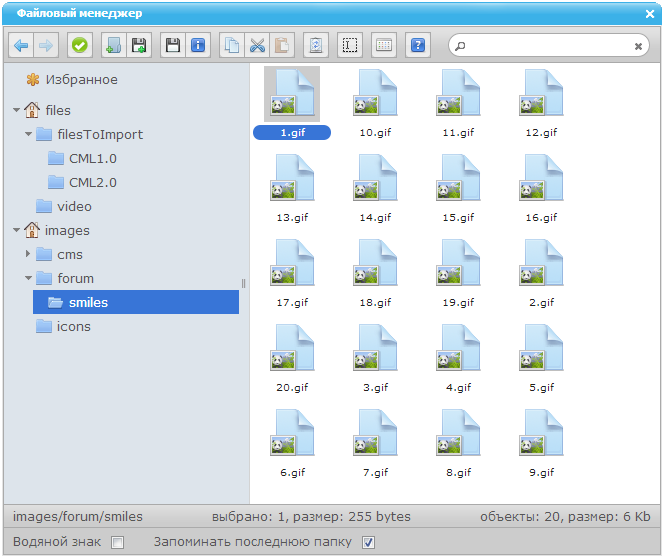 Файловый менеджер
Избранное
files
filesToImport
CML1.0
CML2.0
video
images
cms
forum
smiles
icons
1.gif 10.gif 11.gif 12.gif
13.gif 14.gif 15.gif 16.gif
17.gif 18.gif 19.gif 2.gif
20.gif 3.gif 4.gif 5.gif
6.gif 7.gif 8.gif 9.gif
images/forum/smiles выбрано: 1, размер: 255 bytes объекты: 20, размер: 6 Kb
Водяной знак Запоминать последнюю папку